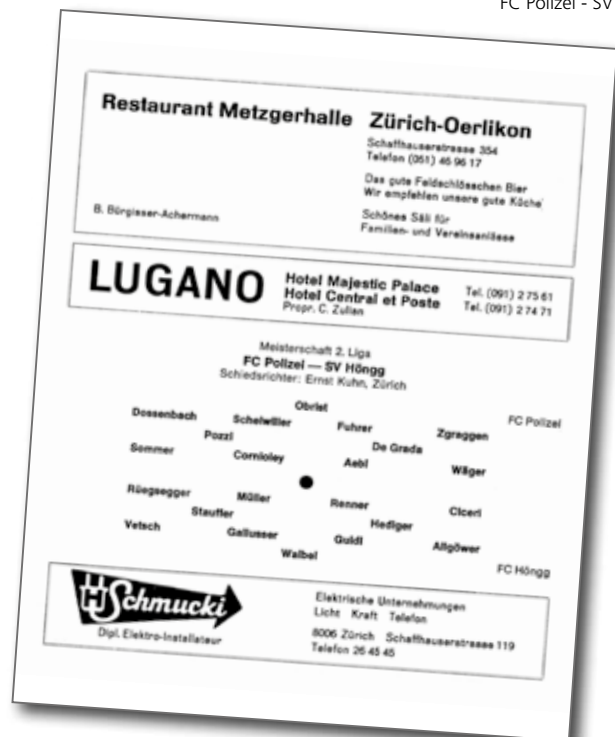 FC Polizei - SV
Restaurant Metzgerhalle Zürich-Oerlikon
Schaffhauserstrasse 354
Telefon (051) 46 96 17
Das gute Feldschlösschen Bier
Wir empfehlen unsere gute Küche
B. Bürgisser-Achermann
Schönes Säli für
Familien- und Vereinsanlässe
LUGANO
Hotel Majestic Palace Tel. (091) 2 75 61
Hotel Central et Poste Tel. (091) 2 74 71
Propr. C. Zulian
Meisterschaft 2. Liga
FC Polizei — SV Höngg
Schiedsrichter: Ernst Kuhn, Zürich
Obrist FC Polizei
Dossenbach Scheiwiller Fuhrer Zgraggen
Pozzi De Grada
Sommer Cornioley Aebi Wäger
Rüegsegger Müller Renner Ciceri
Stauffer Hediger
Vetsch Gallusser Guidi Allgöwer
Waibel FC Höngg
Schmucki
Dipl. Elektro-Installateur
Elektrische Unternehmungen
Licht Kraft Telefon
8006 Zürich Schaffhauserstrasse 119
Telefon 26 45 45